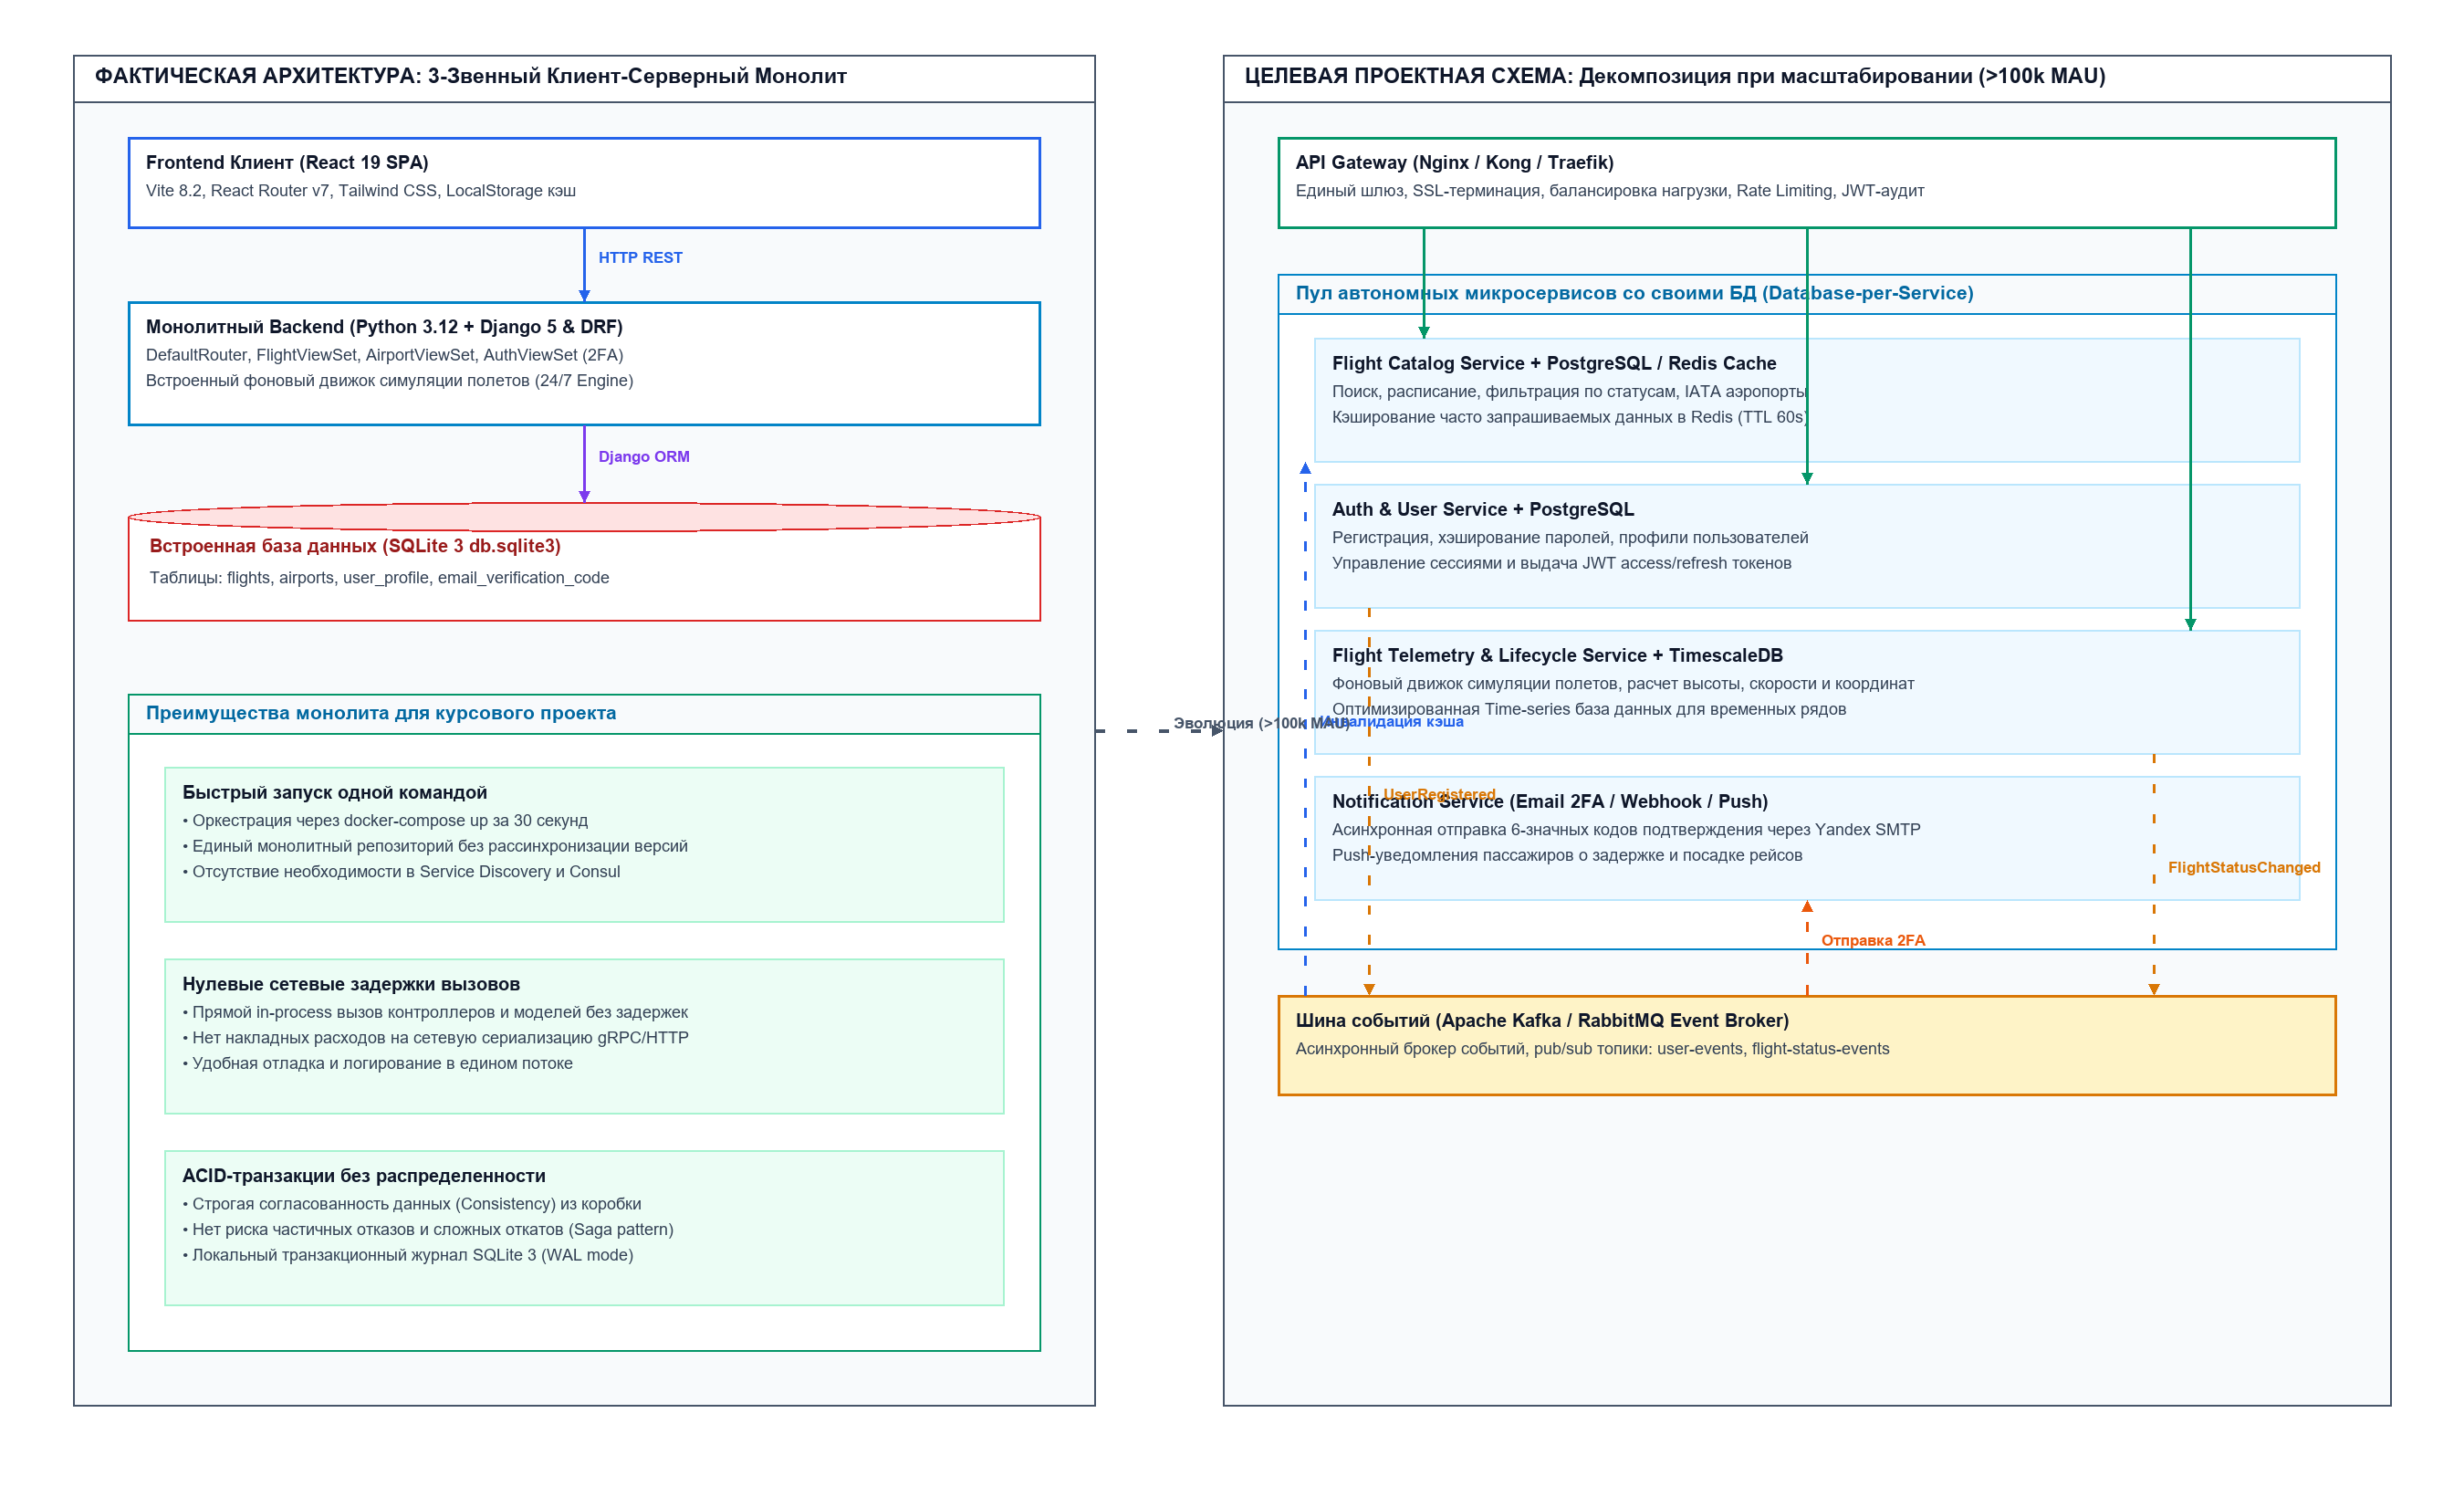 ФАКТИЧЕСКАЯ АРХИТЕКТУРА: 3-Звенный Клиент-Серверный Монолит
Frontend Клиент (React 19 SPA)
Vite 8.2, React Router v7, Tailwind CSS, LocalStorage кэш
HTTP REST
Монолитный Backend (Python 3.12 + Django 5 & DRF)
DefaultRouter, FlightViewSet, AirportViewSet, AuthViewSet (2FA)
Встроенный фоновый движок симуляции полетов (24/7 Engine)
Django ORM
Встроенная база данных (SQLite 3 db.sqlite3)
Таблицы: flights, airports, user_profile, email_verification_code
Преимущества монолита для курсового проекта
Быстрый запуск одной командой
• Оркестрация через docker-compose up за 30 секунд
• Единый монолитный репозиторий без рассинхронизации версий
• Отсутствие необходимости в Service Discovery и Consul
Нулевые сетевые задержки вызовов
• Прямой in-process вызов контроллеров и моделей без задержек
• Нет накладных расходов на сетевую сериализацию gRPC/HTTP
• Удобная отладка и логирование в едином потоке
ACID-транзакции без распределенности
• Строгая согласованность данных (Consistency) из коробки
• Нет риска частичных отказов и сложных откатов (Saga pattern)
• Локальный транзакционный журнал SQLite 3 (WAL mode)
Эволюция (>100k MAU)
ЦЕЛЕВАЯ ПРОЕКТНАЯ СХЕМА: Декомпозиция при масштабировании (>100k MAU)
API Gateway (Nginx / Kong / Traefik)
Единый шлюз, SSL-терминация, балансировка нагрузки, Rate Limiting, JWT-аудит
Пул автономных микросервисов со своими БД (Database-per-Service)
Flight Catalog Service + PostgreSQL / Redis Cache
Поиск, расписание, фильтрация по статусам, IATA аэропорты
Кэширование часто запрашиваемых данных в Redis (TTL 60s)
Auth & User Service + PostgreSQL
Регистрация, хэширование паролей, профили пользователей
Управление сессиями и выдача JWT access/refresh токенов
Flight Telemetry & Lifecycle Service + TimescaleDB
Фоновый движок симуляции полетов, расчет высоты, скорости и координат
Оптимизированная Time-series база данных для временных рядов
Инвалидация кэша
UserRegistered
Notification Service (Email 2FA / Webhook / Push)
Асинхронная отправка 6-значных кодов подтверждения через Yandex SMTP
Push-уведомления пассажиров о задержке и посадке рейсов
FlightStatusChanged
Отправка 2FA
Шина событий (Apache Kafka / RabbitMQ Event Broker)
Асинхронный брокер событий, pub/sub топики: user-events, flight-status-events